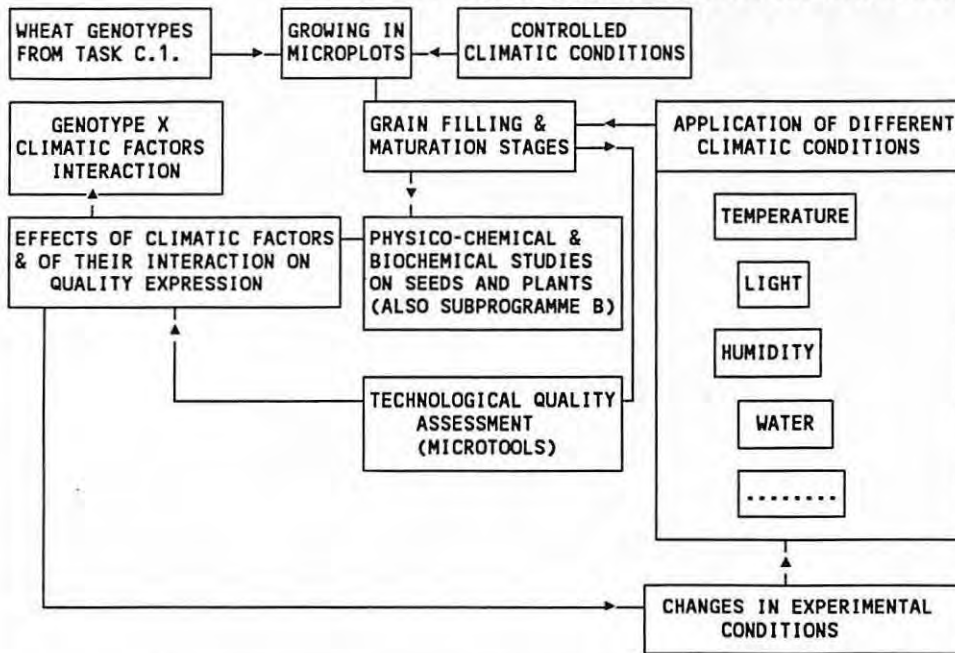 WHEAT GENOTYPES
FROM TASK C.1.
GROWING IN
MICROPLOTS
CONTROLLED
CLIMATIC CONDITIONS
GENOTYPE X
CLIMATIC FACTORS
INTERACTION
GRAIN FILLING &
MATURATION STAGES
APPLICATION OF DIFFERENT
CLIMATIC CONDITIONS
TEMPERATURE
LIGHT
HUMIDITY
WATER
........
EFFECTS OF CLIMATIC FACTORS
& OF THEIR INTERACTION ON
QUALITY EXPRESSION
PHYSICO-CHEMICAL &
BIOCHEMICAL STUDIES
ON SEEDS AND PLANTS
(ALSO SUBPROGRAMME B)
TECHNOLOGICAL QUALITY
ASSESSMENT
(MICROTOOLS)
CHANGES IN EXPERIMENTAL
CONDITIONS